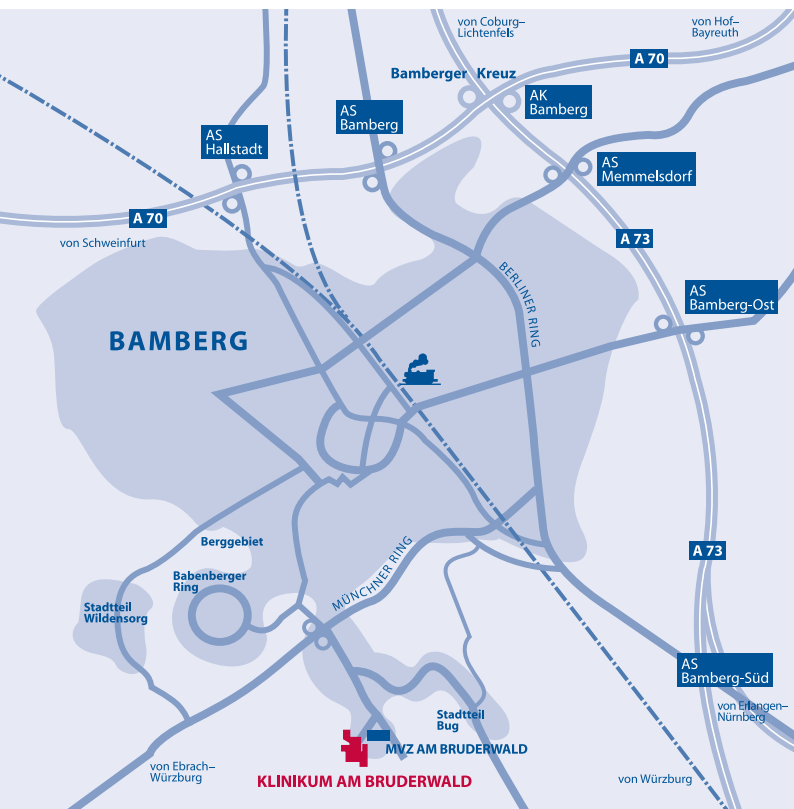 von Coburg–
Lichtenfels
von Hof–
Bayreuth
A 70
Bamberger Kreuz
AK
Bamberg
AS
Bamberg
AS
Hallstadt
AS
Memmelsdorf
A 70
von Schweinfurt
A 73
BERLINER RING
AS
Bamberg-Ost
BAMBERG
Berggebiet
MÜNCHNER RING
A 73
Babenberger
Ring
Stadtteil
Wildensorg
AS
Bamberg-Süd
von Erlangen–
Nürnberg
Stadtteil
Bug
MVZ AM BRUDERWALD
von Ebrach–
Würzburg
KLINIKUM AM BRUDERWALD
von Würzburg